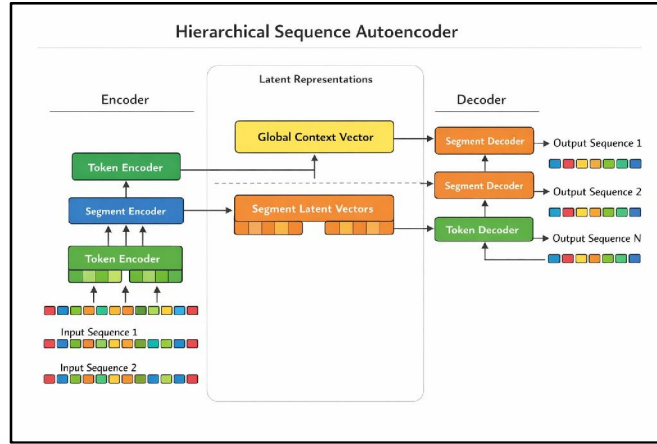 Hierarchical Sequence Autoencoder
Latent Representations
Encoder
Decoder
Global Context Vector
Segment Decoder
Output Sequence 1
Token Encoder
Segment Decoder
Output Sequence 2
Segment Encoder
Segment Latent Vectors
Token Decoder
Output Sequence N
Token Encoder
Input Sequence 1
Input Sequence 2